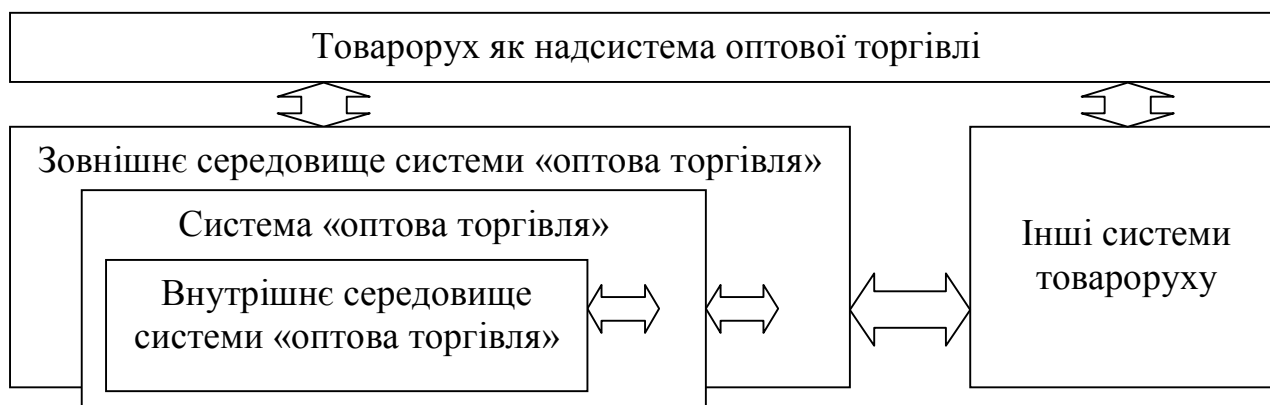 Товарорух як надсистема оптової торгівлі
Зовнішнє середовище системи «оптова торгівля»
Система «оптова торгівля»
Внутрішнє середовище
системи «оптова торгівля»
Інші системи
товароруху